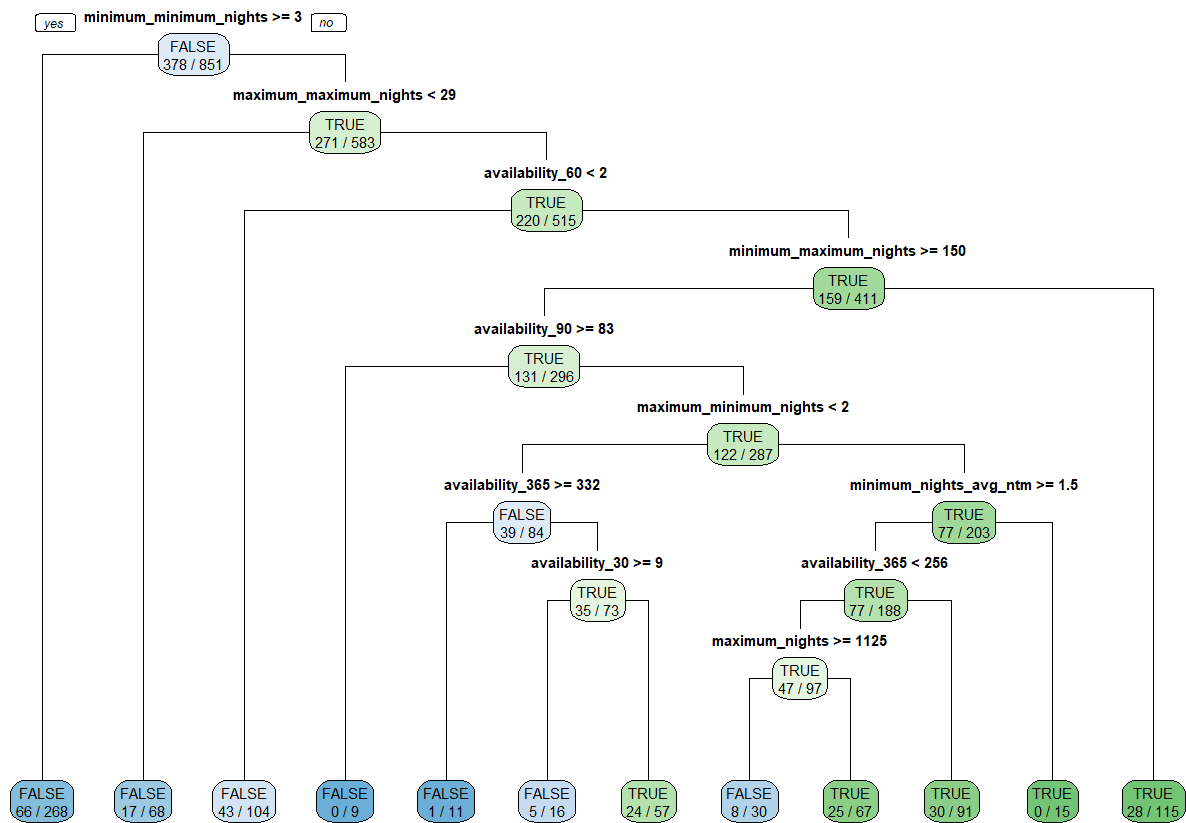 yes
minimum_minimum_nights >= 3
no
FALSE
378 / 851
maximum_maximum_nights < 29
TRUE
271 / 583
availability_60 < 2
TRUE
220 / 515
minimum_maximum_nights >= 150
TRUE
159 / 411
availability_90 >= 83
TRUE
131 / 296
maximum_minimum_nights < 2
TRUE
122 / 287
availability_365 >= 332
minimum_nights_avg_ntm >= 1.5
FALSE
39 / 84
TRUE
77 / 203
availability_30 >= 9
availability_365 < 256
TRUE
35 / 73
TRUE
77 / 188
maximum_nights >= 1125
TRUE
47 / 97
FALSE
66 / 268
FALSE
17 / 68
FALSE
43 / 104
FALSE
0 / 9
FALSE
1 / 11
FALSE
5 / 16
TRUE
24 / 57
FALSE
8 / 30
TRUE
25 / 67
TRUE
30 / 91
TRUE
0 / 15
TRUE
28 / 115